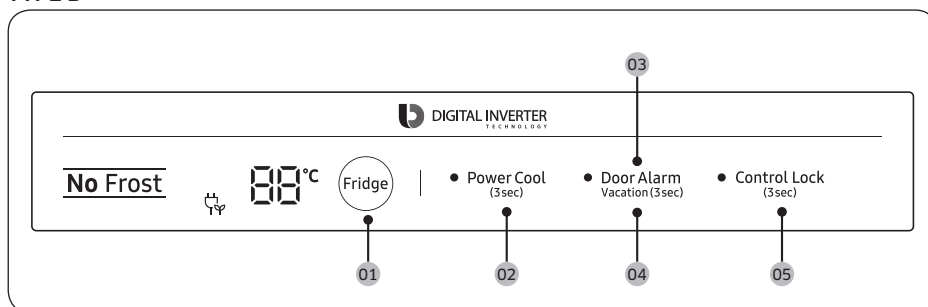 03
DIGITAL INVERTER
TECHNOLOGY
No Frost
88°C
Fridge
Power Cool
(3sec)
Door Alarm
Vacation (3sec)
Control Lock
(3sec)
01
02
04
05